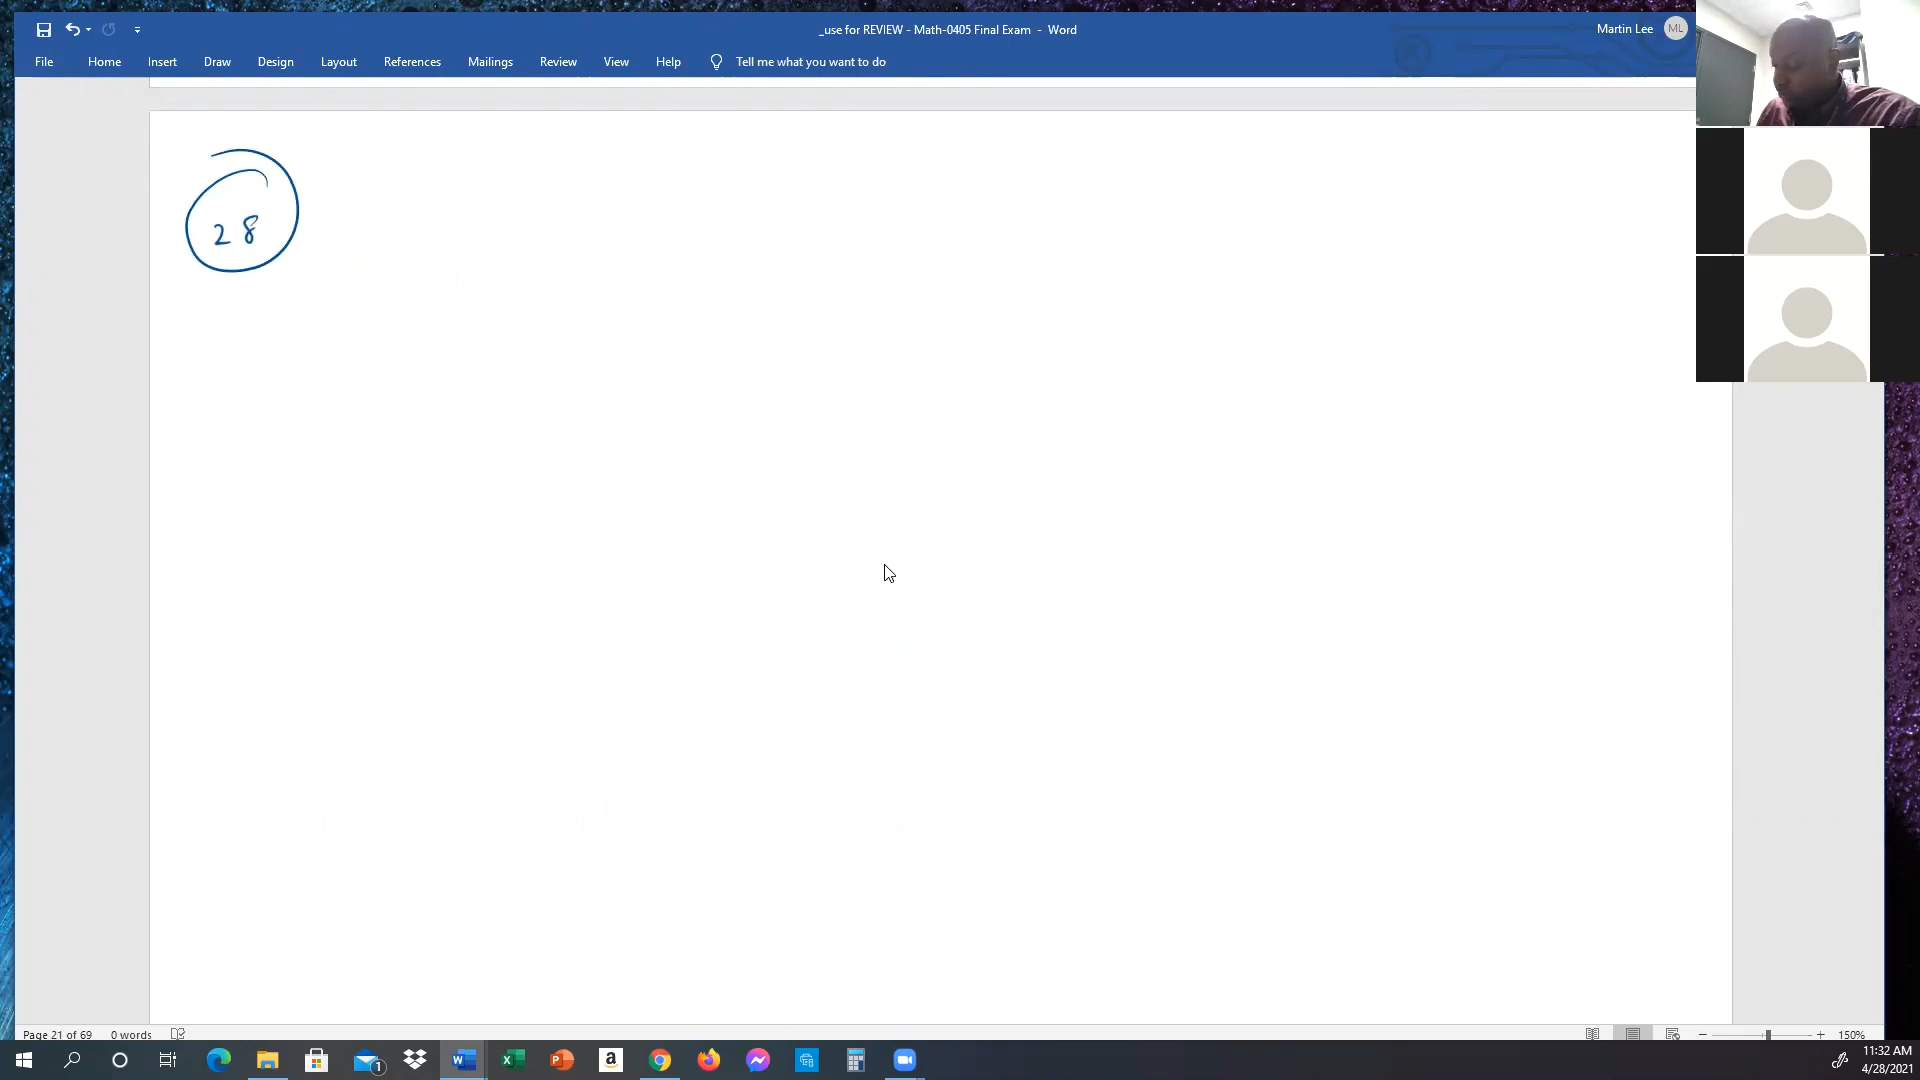 _use for REVIEW - Math-0405 Final Exam - Word
Martin Lee
ML
File Home Insert Draw Design Layout References Mailings Review View Help Tell me what you want to do
28
Page 21 of 69 0 words
150%
11:32 AM
4/28/2021